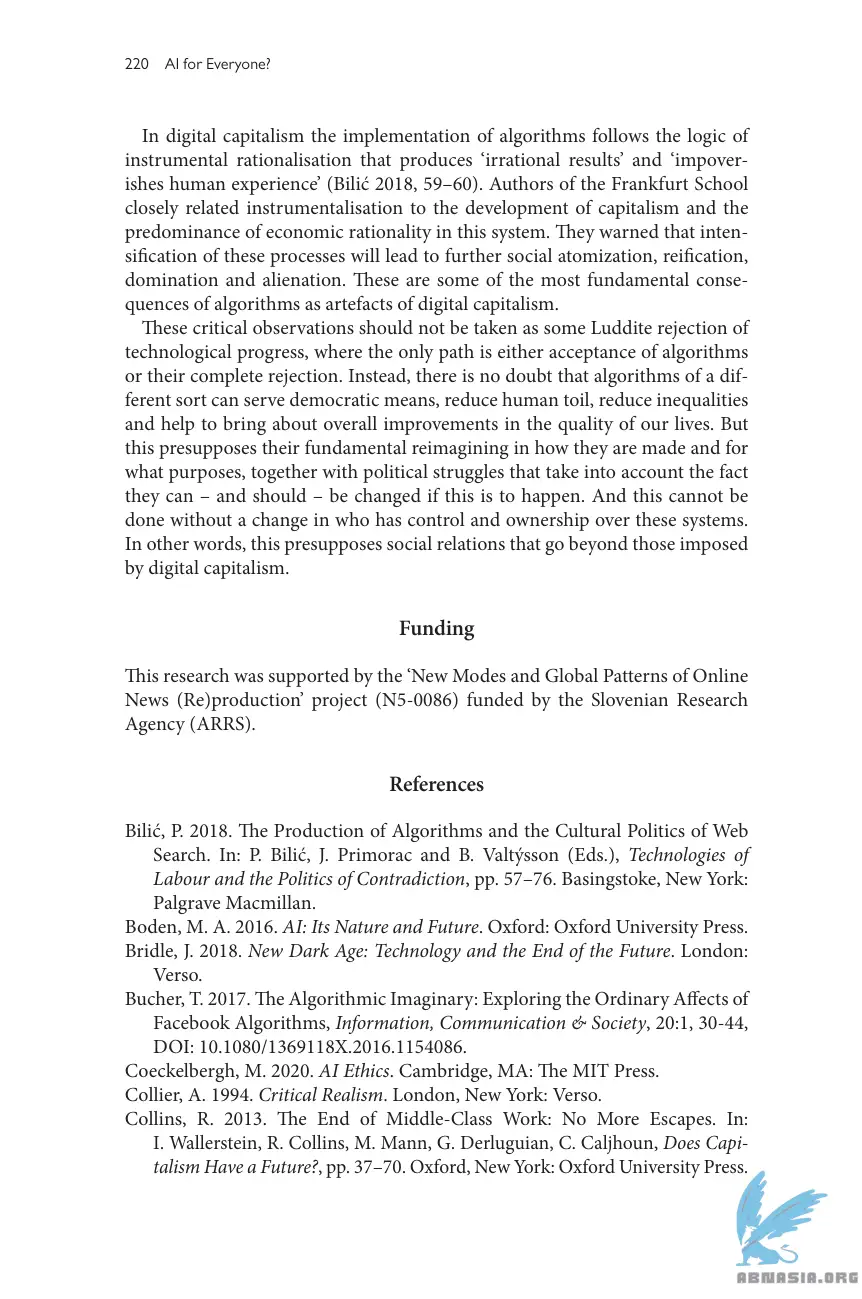 220 AI for Everyone?
In digital capitalism the implementation of algorithms follows the logic of
instrumental rationalisation that produces ‘irrational results’ and ‘impover-
ishes human experience’ (Bilić 2018, 59–60). Authors of the Frankfurt School
closely related instrumentalisation to the development of capitalism and the
predominance of economic rationality in this system. They warned that inten-
sification of these processes will lead to further social atomization, reification,
domination and alienation. These are some of the most fundamental conse-
quences of algorithms as artefacts of digital capitalism.
These critical observations should not be taken as some Luddite rejection of
technological progress, where the only path is either acceptance of algorithms
or their complete rejection. Instead, there is no doubt that algorithms of a dif-
ferent sort can serve democratic means, reduce human toil, reduce inequalities
and help to bring about overall improvements in the quality of our lives. But
this presupposes their fundamental reimagining in how they are made and for
what purposes, together with political struggles that take into account the fact
they can – and should – be changed if this is to happen. And this cannot be
done without a change in who has control and ownership over these systems.
In other words, this presupposes social relations that go beyond those imposed
by digital capitalism.
Funding
This research was supported by the ‘New Modes and Global Patterns of Online
News (Re)production’ project (N5-0086) funded by the Slovenian Research
Agency (ARRS).
References
Bilić, P. 2018. The Production of Algorithms and the Cultural Politics of Web
Search. In: P. Bilić, J. Primorac and B. Valtýsson (Eds.), Technologies of
Labour and the Politics of Contradiction, pp. 57–76. Basingstoke, New York:
Palgrave Macmillan.
Boden, M. A. 2016. AI: Its Nature and Future. Oxford: Oxford University Press.
Bridle, J. 2018. New Dark Age: Technology and the End of the Future. London:
Verso.
Bucher, T. 2017. The Algorithmic Imaginary: Exploring the Ordinary Affects of
Facebook Algorithms, Information, Communication & Society, 20:1, 30-44,
DOI: 10.1080/1369118X.2016.1154086.
Coeckelbergh, M. 2020. AI Ethics. Cambridge, MA: The MIT Press.
Collier, A. 1994. Critical Realism. London, New York: Verso.
Collins, R. 2013. The End of Middle-Class Work: No More Escapes. In:
I. Wallerstein, R. Collins, M. Mann, G. Derluguian, C. Caljhoun, Does Capi-
talism Have a Future?, pp. 37–70. Oxford, New York: Oxford University Press.
ABNASIA.ORG